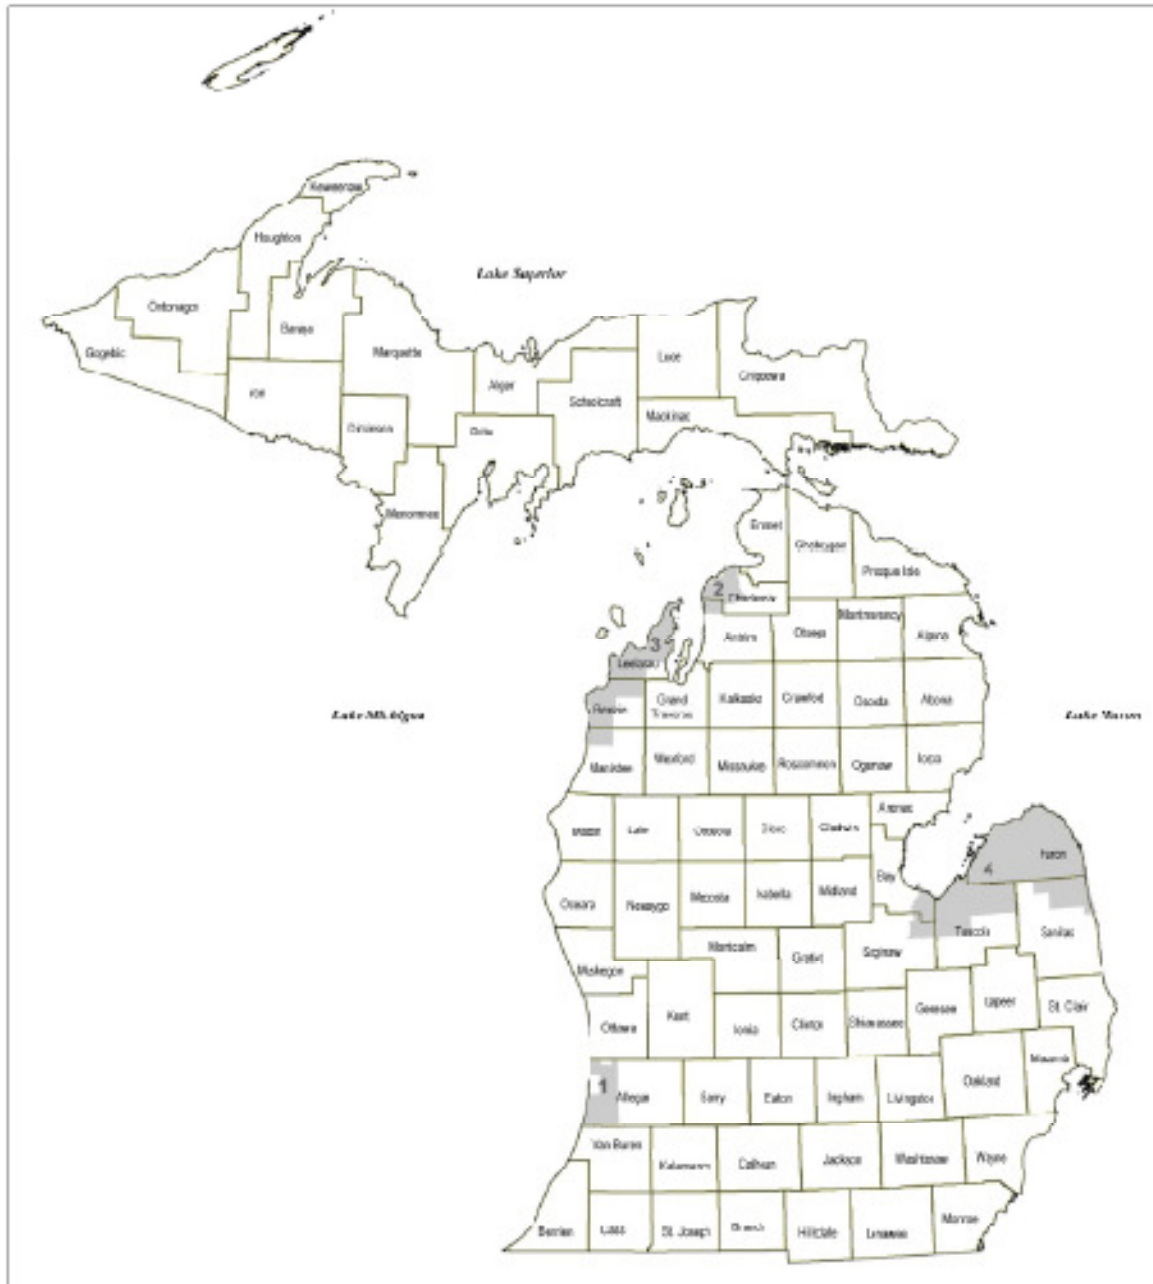 Keweenaw
Houghton
Lake Superior
Ontonagon
Baraga
Gogebic
Marquette
Luce
Chippewa
Alger
Iron
Schoolcraft
Mackinac
Dickinson
Delta
Menominee
Emmet
Cheboygan
Presque Isle
2
Charlevoix
Montmorency
Antrim
Otsego
Alpena
3
Leelanau
Benzie
Grand
Traverse
Kalkaska
Crawford
Oscoda
Alcona
Lake Michigan
Lake Huron
Manistee
Wexford
Missaukee
Roscommon
Ogemaw
Iosco
Arenac
Mason
Lake
Osceola
Clare
Gladwin
Huron
4
Bay
Oceana
Newaygo
Mecosta
Isabella
Midland
Tuscola
Sanilac
Montcalm
Gratiot
Saginaw
Muskegon
Ottawa
Kent
Ionia
Clinton
Shiawassee
Genesee
Lapeer
St. Clair
Macomb
1
Allegan
Barry
Eaton
Ingham
Livingston
Oakland
Van Buren
Kalamazoo
Calhoun
Jackson
Washtenaw
Wayne
Berrien
Cass
St. Joseph
Branch
Hillsdale
Lenawee
Monroe